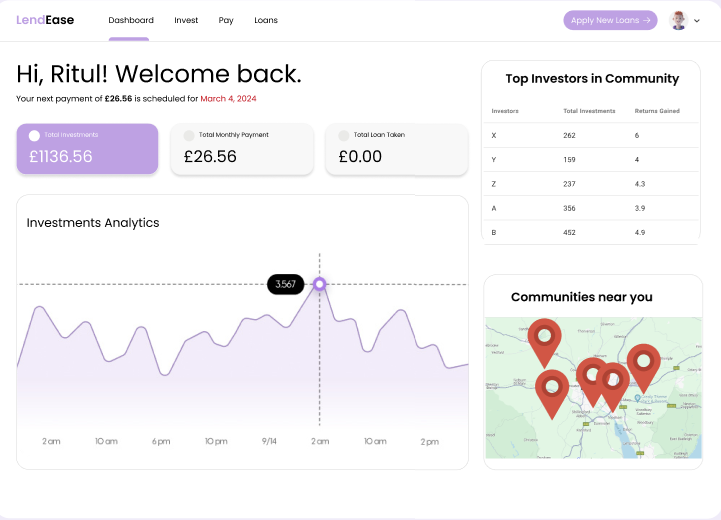 LendEase
Dashboard
Invest
Pay
Loans
Apply New Loans →
Hi, Ritul! Welcome back.
Your next payment of £26.56 is scheduled for March 4, 2024
Total Investments
£1136.56
Total Monthly Payment
£26.56
Total Loan Taken
£0.00
Investments Analytics
3.567
2 am 10 am 6 pm 10 pm 9/14 2 am 10 am 2 pm
Top Investors in Community
Investors Total Investments Returns Gained
X 262 6
Y 159 4
Z 237 4.3
A 356 3.9
B 452 4.9
Communities near you